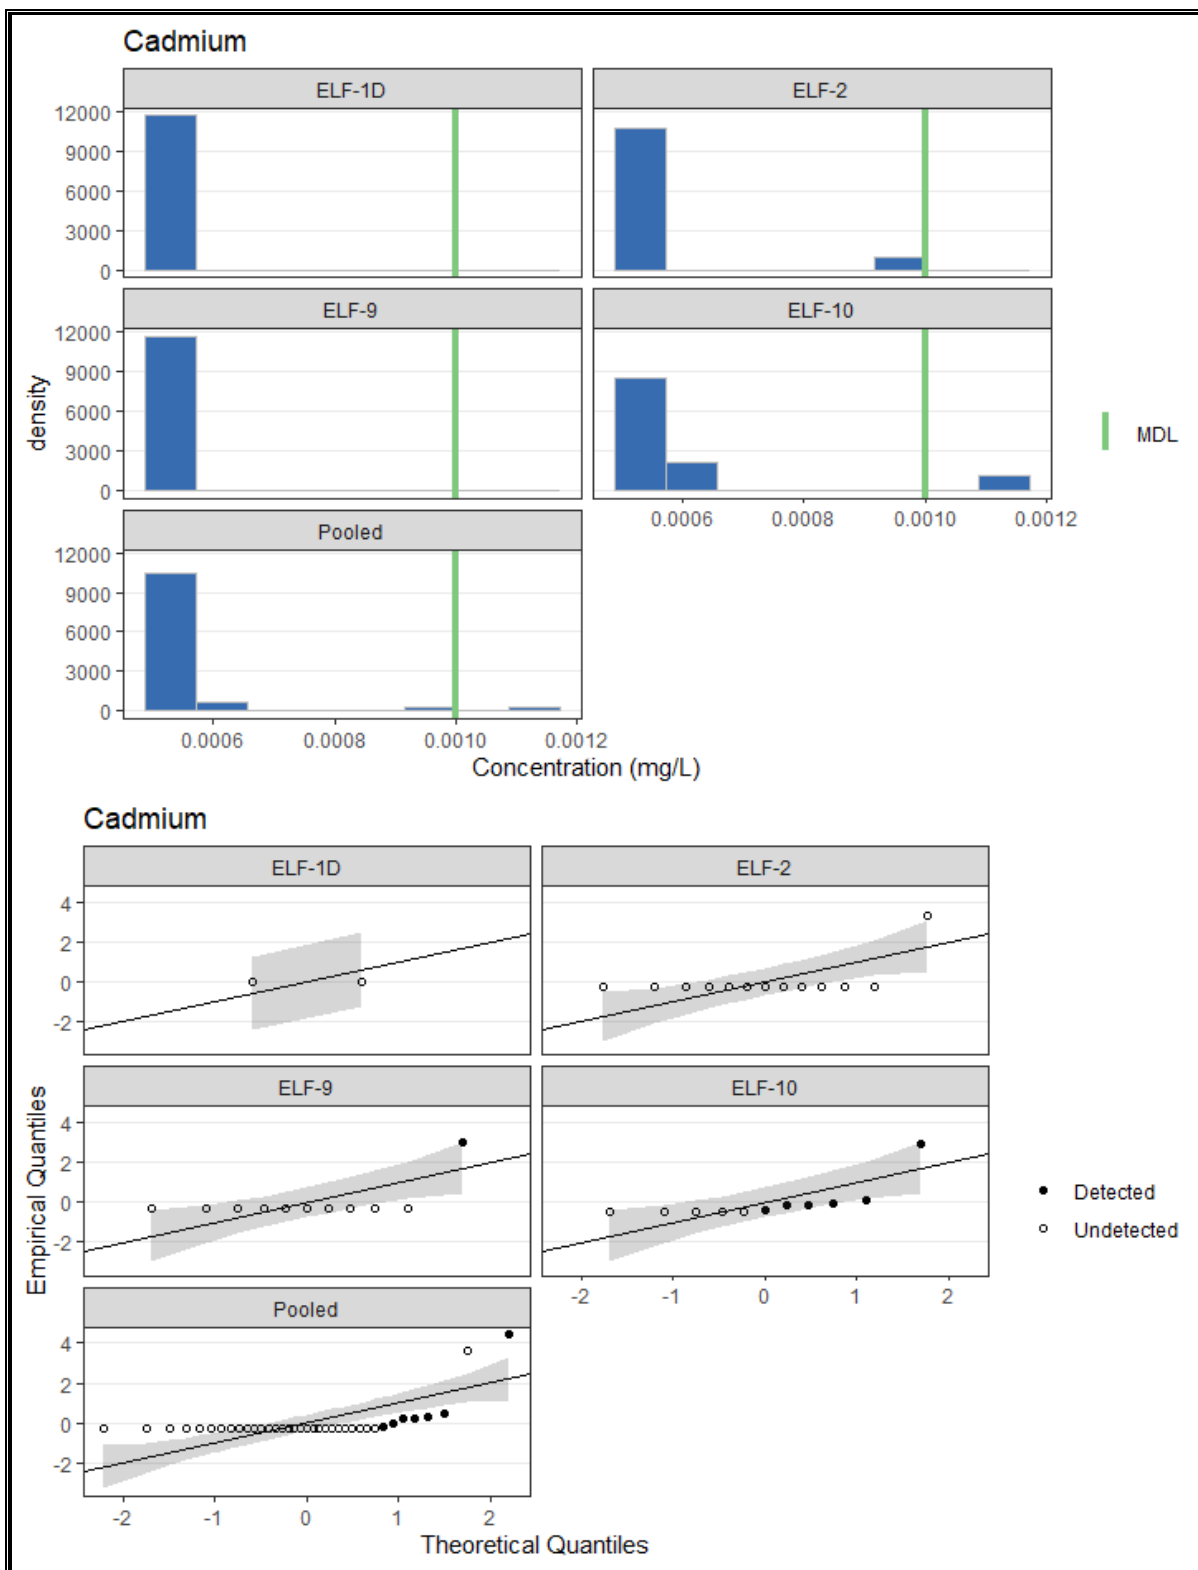 Cadmium
ELF-1D
ELF-2
12000
9000
6000
3000
0
ELF-9
ELF-10
12000
9000
6000
3000
0
density
MDL
0.0006 0.0008 0.0010 0.0012
Pooled
12000
9000
6000
3000
0
0.0006 0.0008 0.0010 0.0012
Concentration (mg/L)
Cadmium
ELF-1D
ELF-2
4
2
0
-2
ELF-9
ELF-10
4
2
0
-2
Empirical Quantiles
Detected
Undetected
-2 -1 0 1 2
Pooled
4
2
0
-2
-2 -1 0 1 2
Theoretical Quantiles